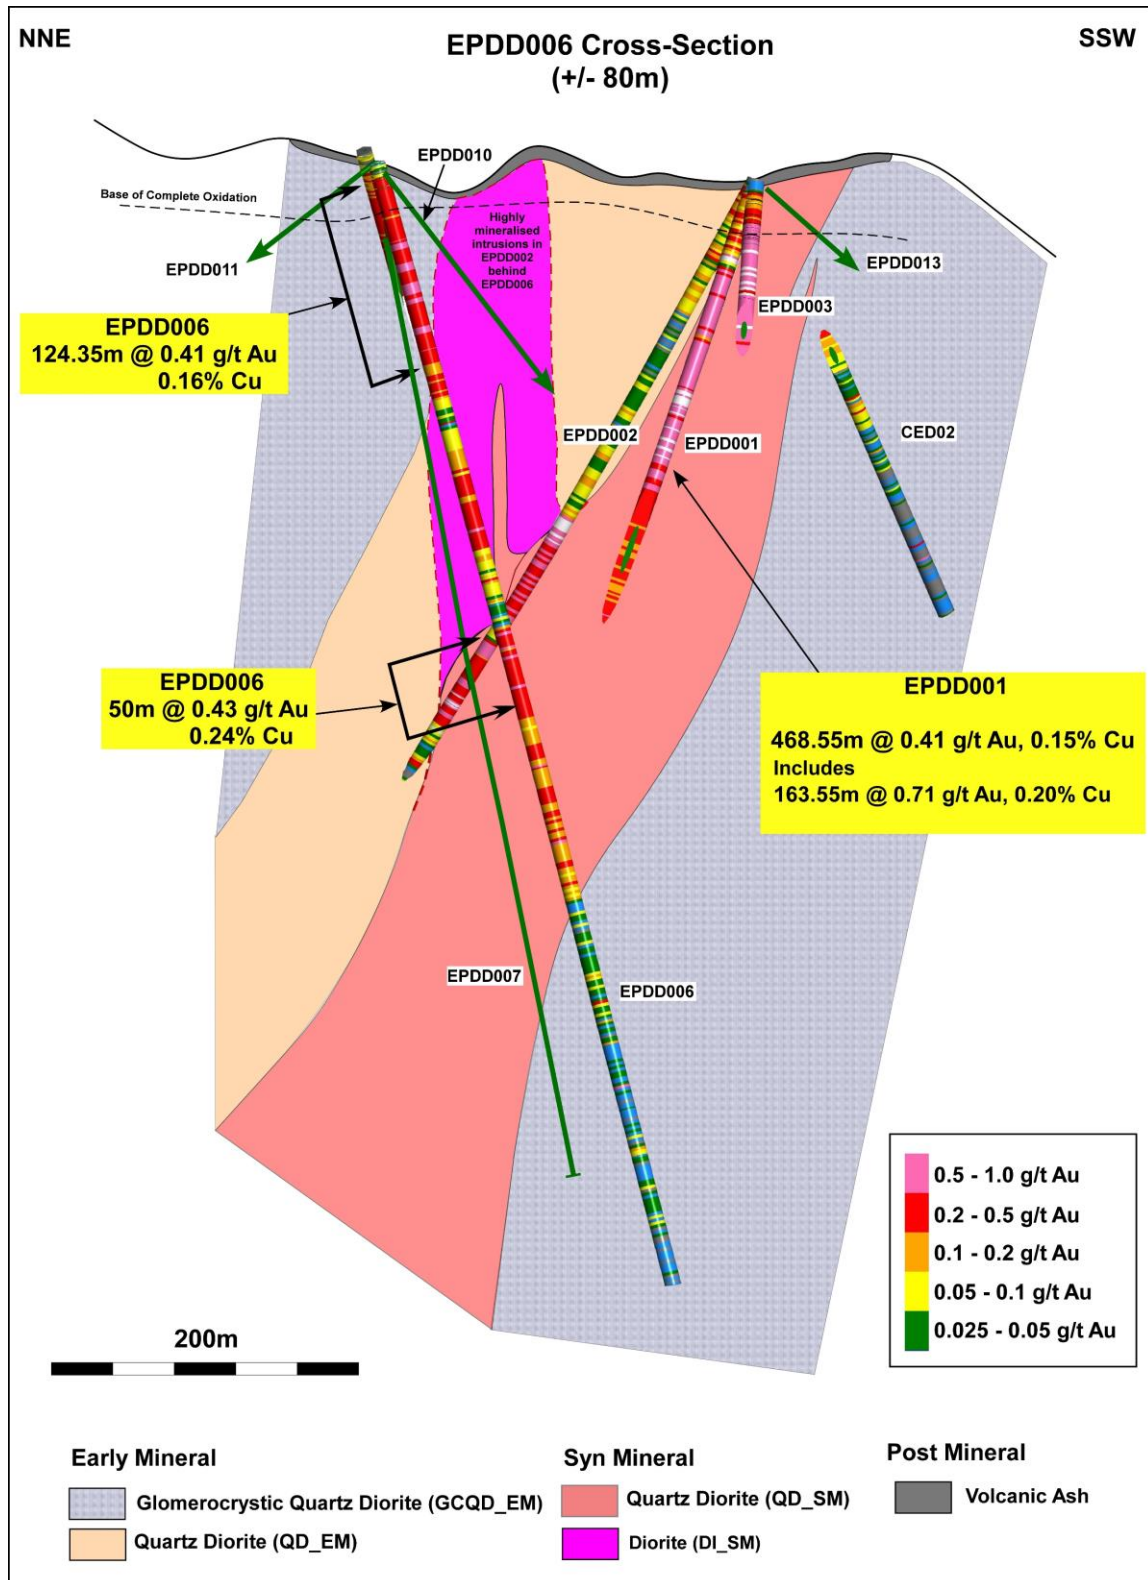 NNE
EPDD006 Cross-Section
(+/- 80m)
SSW
EPDD010
Base of Complete Oxidation
Highly
mineralised
intrusions in
EPDD002
behind
EPDD006
EPDD011
EPDD013
EPDD003
EPDD006
124.35m @ 0.41 g/t Au
0.16% Cu
EPDD002
EPDD001
CED02
EPDD006
50m @ 0.43 g/t Au
0.24% Cu
EPDD001
468.55m @ 0.41 g/t Au, 0.15% Cu
Includes
163.55m @ 0.71 g/t Au, 0.20% Cu
EPDD007
EPDD006
0.5 - 1.0 g/t Au
0.2 - 0.5 g/t Au
0.1 - 0.2 g/t Au
0.05 - 0.1 g/t Au
0.025 - 0.05 g/t Au
200m
Early Mineral
Glomerocrystic Quartz Diorite (GCQD_EM)
Quartz Diorite (QD_EM)
Syn Mineral
Quartz Diorite (QD_SM)
Diorite (DI_SM)
Post Mineral
Volcanic Ash